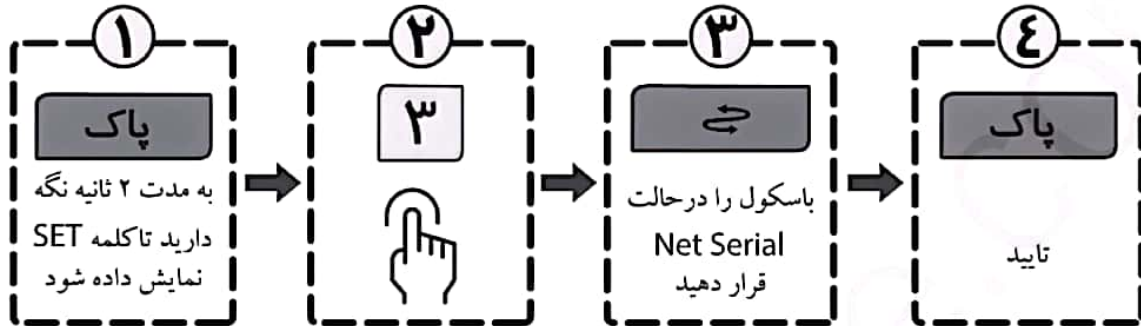 ۱
پاک
به مدت ۲ ثانیه نگه
دارید تاکلمه SET
نمایش داده شود
۲
۳
۳
باسکول را درحالت
Net Serial
قرار دهید
٤
پاک
تایید